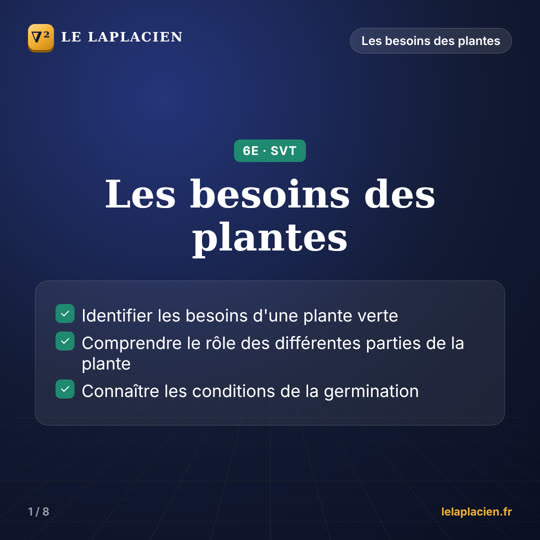 ∇² LE LAPLACIEN
Les besoins des plantes
6E · SVT
Les besoins des
plantes
Identifier les besoins d'une plante verte
Comprendre le rôle des différentes parties de la
plante
Connaître les conditions de la germination
1 / 8
lelaplacien.fr